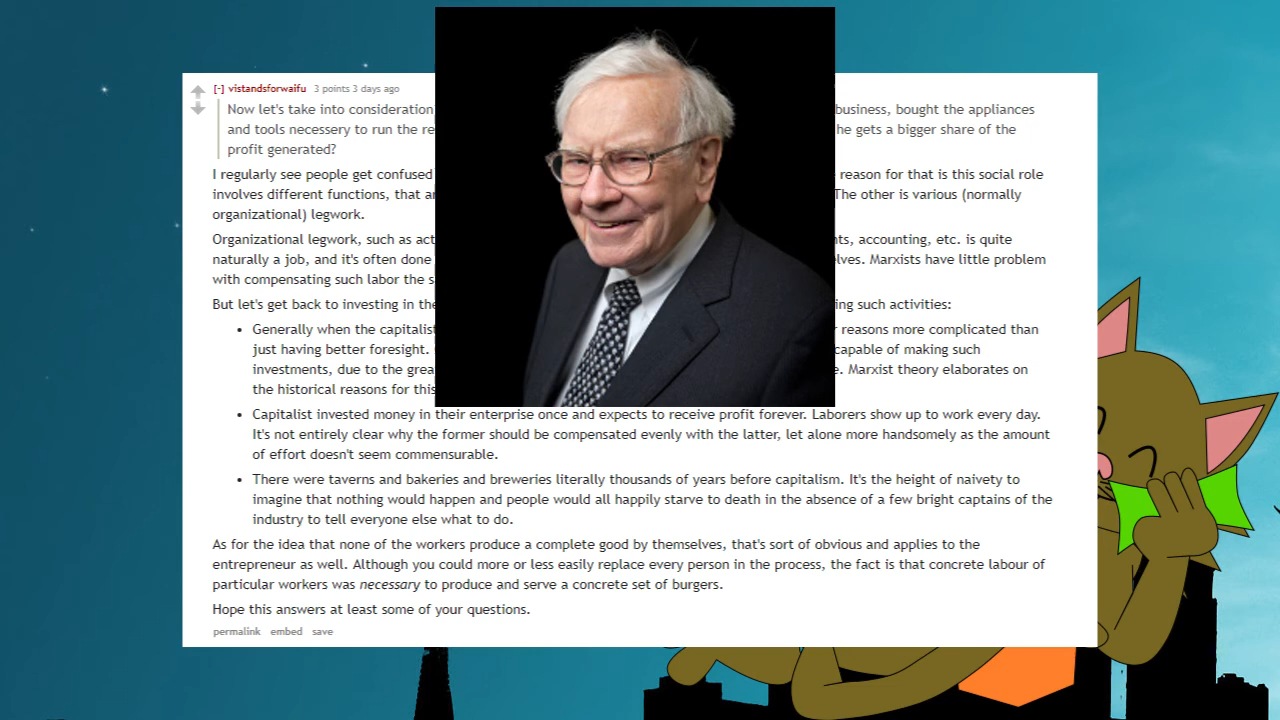 [-] vistandsforwaifu 3 points 3 days ago
Now let's take into consideration business, bought the appliances
and tools necessery to run the re he gets a bigger share of the
profit generated?
I regularly see people get confused reason for that is this social role
involves different functions, that The other is various (normally
organizational) legwork.
Organizational legwork, such as accounting, etc. is quite
naturally a job, and it's often done Marxists have little problem
with compensating such labor the
But let's get back to investing in such activities:
• Generally when the capitalist reasons more complicated than
just having better foresight. capable of making such
investments, due to the Marxist theory elaborates on
the historical reasons for this
• Capitalist invested money in their enterprise once and expects to receive profit forever. Laborers show up to work every day.
It's not entirely clear why the former should be compensated evenly with the latter, let alone more handsomely as the amount
of effort doesn't seem commensurable.
• There were taverns and bakeries and breweries literally thousands of years before capitalism. It's the height of naivety to
imagine that nothing would happen and people would all happily starve to death in the absence of a few bright captains of the
industry to tell everyone else what to do.
As for the idea that none of the workers produce a complete good by themselves, that's sort of obvious and applies to the
entrepreneur as well. Although you could more or less easily replace every person in the process, the fact is that concrete labour of
particular workers was necessary to produce and serve a concrete set of burgers.
Hope this answers at least some of your questions.
permalink embed save